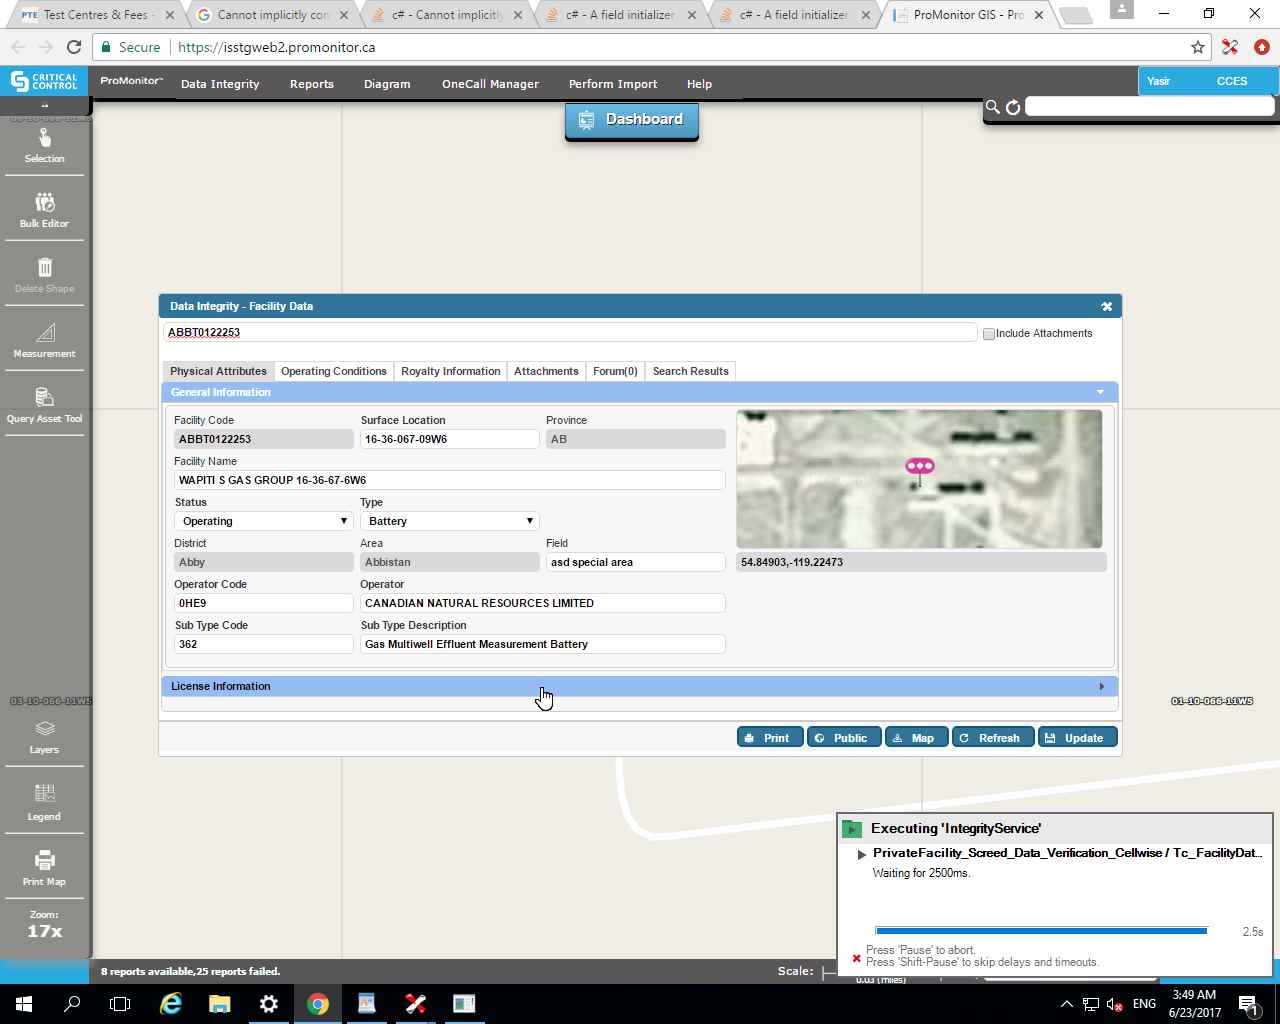 PTE Test Centres & Fees -
Cannot implicitly con
c# - Cannot implicitly
c# - A field initializer
c# - A field initializer
ProMonitor GIS - Pro
Secure https://isstgweb2.promonitor.ca
CRITICAL CONTROL
ProMonitor™ Data Integrity Reports Diagram OneCall Manager Perform Import Help
Yasir CCES
Dashboard
Selection
Bulk Editor
Delete Shape
Measurement
Query Asset Tool
Data Integrity - Facility Data
ABBT0122253
Include Attachments
Physical Attributes Operating Conditions Royalty Information Attachments Forum(0) Search Results
General Information
Facility Code Surface Location Province
ABBT0122253 16-36-067-09W6 AB
Facility Name
WAPITI S GAS GROUP 16-36-67-6W6
Status Type
Operating Battery
District Area Field
Abby Abbistan asd special area
54.84903,-119.22473
Operator Code Operator
0HE9 CANADIAN NATURAL RESOURCES LIMITED
Sub Type Code Sub Type Description
362 Gas Multiwell Effluent Measurement Battery
License Information
03-10-066-11W5
01-10-066-11W5
Print Public Map Refresh Update
Layers
Legend
Print Map
Zoom:
17x
Executing 'IntegrityService'
PrivateFacility_Screed_Data_Verification_Cellwise / Tc_FacilityDat...
Waiting for 2500ms.
2.5s
Press 'Pause' to abort.
Press 'Shift-Pause' to skip delays and timeouts.
8 reports available,25 reports failed.
Scale:
0.03 (miles)
ENG
3:49 AM
6/23/2017
1